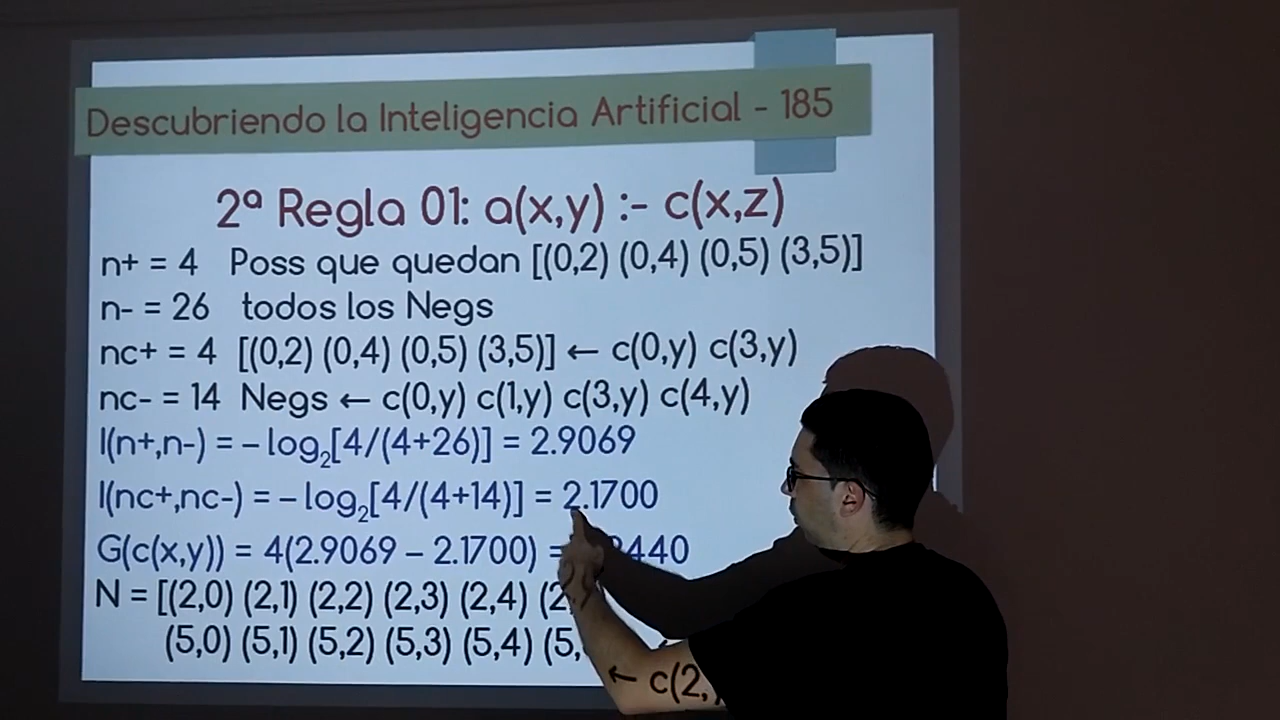 Descubriendo la Inteligencia Artificial - 185
2ª Regla 01: a(x,y) :- c(x,z)
n+ = 4 Poss que quedan [(0,2) (0,4) (0,5) (3,5)]
n- = 26 todos los Negs
nc+ = 4 [(0,2) (0,4) (0,5) (3,5)] ← c(0,y) c(3,y)
nc- = 14 Negs ← c(0,y) c(1,y) c(3,y) c(4,y)
I(n+,n-) = – log₂[4/(4+26)] = 2.9069
I(nc+,nc-) = – log₂[4/(4+14)] = 2.1700
G(c(x,y)) = 4(2.9069 – 2.1700) = 440
N = [(2,0) (2,1) (2,2) (2,3) (2,4) (2,
(5,0) (5,1) (5,2) (5,3) (5,4) (5,
← c(2,